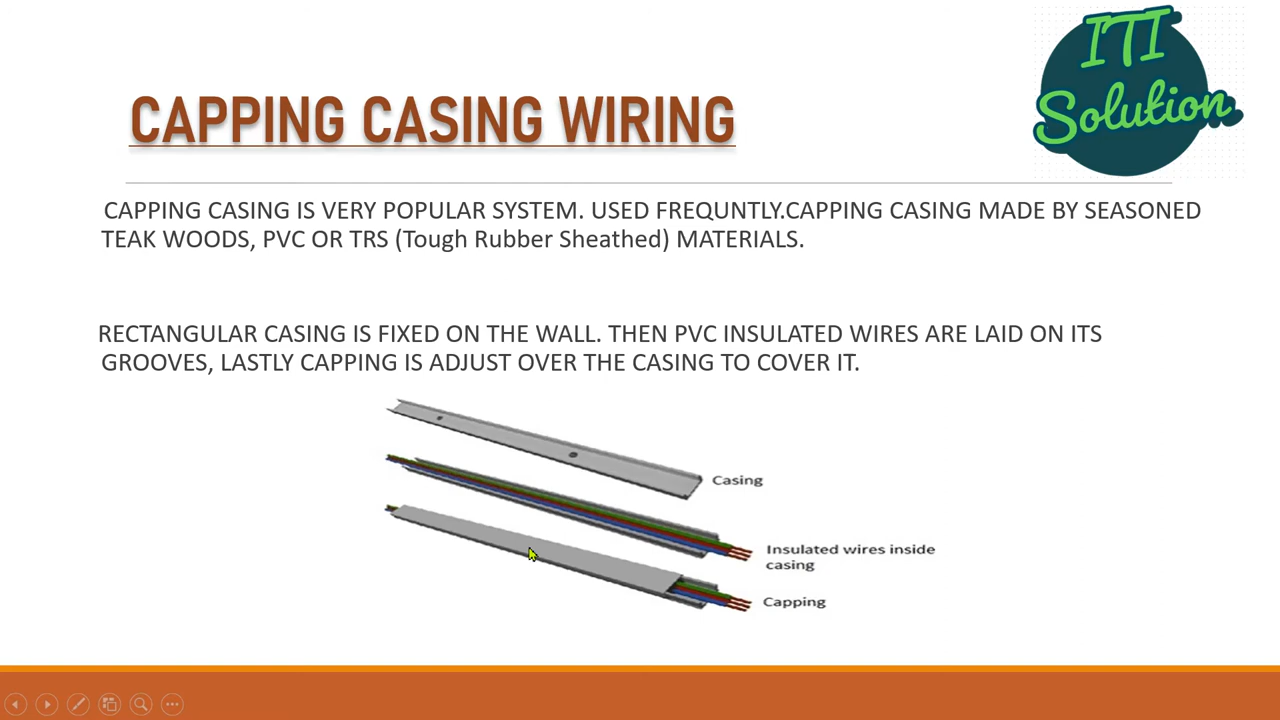 ITI
Solution
CAPPING CASING WIRING
CAPPING CASING IS VERY POPULAR SYSTEM. USED FREQUNTLY.CAPPING CASING MADE BY SEASONED
TEAK WOODS, PVC OR TRS (Tough Rubber Sheathed) MATERIALS.
RECTANGULAR CASING IS FIXED ON THE WALL. THEN PVC INSULATED WIRES ARE LAID ON ITS
GROOVES, LASTLY CAPPING IS ADJUST OVER THE CASING TO COVER IT.
Casing
Insulated wires inside
casing
Capping